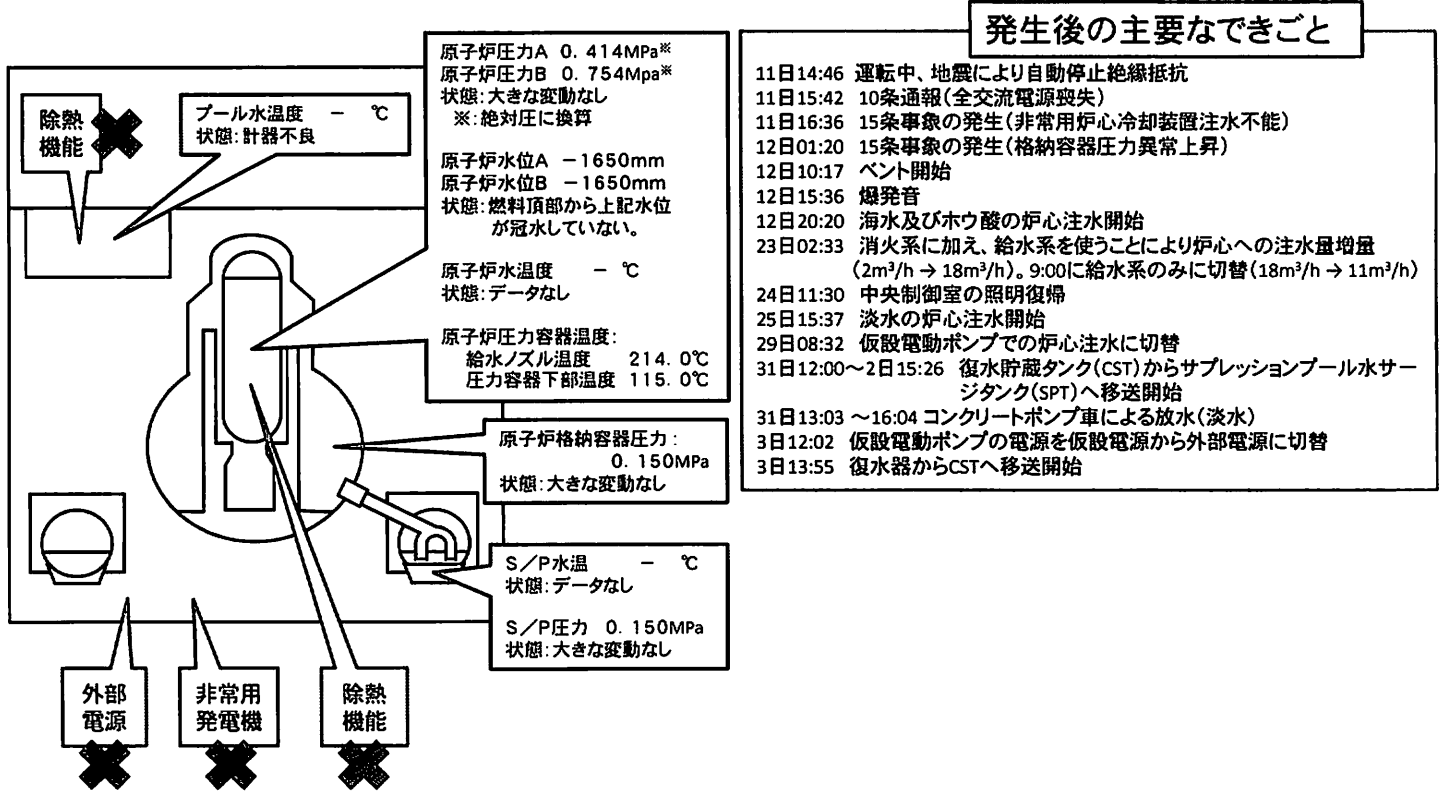 除熱
機能
プール水温度 － ℃
状態：計器不良
原子炉圧力A 0.414MPa※
原子炉圧力B 0.754Mpa※
状態：大きな変動なし
※：絶対圧に換算
原子炉水位A －1650mm
原子炉水位B －1650mm
状態：燃料頂部から上記水位
が冠水していない。
原子炉水温度 － ℃
状態：データなし
原子炉圧力容器温度：
給水ノズル温度 214.0℃
圧力容器下部温度 115.0℃
原子炉格納容器圧力：
0.150MPa
状態：大きな変動なし
S／P水温 － ℃
状態：データなし
S／P圧力 0.150MPa
状態：大きな変動なし
外部
電源
非常用
発電機
除熱
機能
発生後の主要なできごと
11日14:46 運転中、地震により自動停止絶縁抵抗
11日15:42 10条通報（全交流電源喪失）
11日16:36 15条事象の発生（非常用炉心冷却装置注水不能）
12日01:20 15条事象の発生（格納容器圧力異常上昇）
12日10:17 ベント開始
12日15:36 爆発音
12日20:20 海水及びホウ酸の炉心注水開始
23日02:33 消火系に加え、給水系を使うことにより炉心への注水量増量
（2m³/h → 18m³/h）。9:00に給水系のみに切替（18m³/h → 11m³/h）
24日11:30 中央制御室の照明復帰
25日15:37 淡水の炉心注水開始
29日08:32 仮設電動ポンプでの炉心注水に切替
31日12:00～2日15:26 復水貯蔵タンク(CST)からサプレッションプール水サー
ジタンク(SPT)へ移送開始
31日13:03 ～16:04 コンクリートポンプ車による放水（淡水）
3日12:02 仮設電動ポンプの電源を仮設電源から外部電源に切替
3日13:55 復水器からCSTへ移送開始